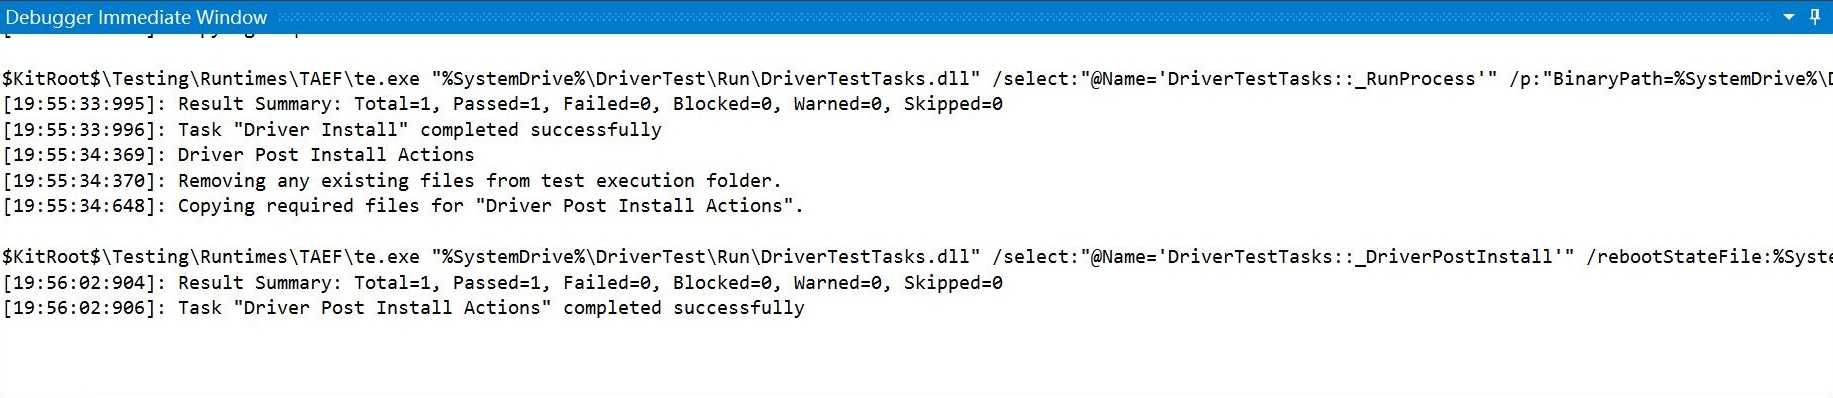 Debugger Immediate Window
$KitRoot$\Testing\Runtimes\TAEF\te.exe "%SystemDrive%\DriverTest\Run\DriverTestTasks.dll" /select:"@Name='DriverTestTasks::_RunProcess'" /p:"BinaryPath=%SystemDrive%\D
[19:55:33:995]: Result Summary: Total=1, Passed=1, Failed=0, Blocked=0, Warned=0, Skipped=0
[19:55:33:996]: Task "Driver Install" completed successfully
[19:55:34:369]: Driver Post Install Actions
[19:55:34:370]: Removing any existing files from test execution folder.
[19:55:34:648]: Copying required files for "Driver Post Install Actions".
$KitRoot$\Testing\Runtimes\TAEF\te.exe "%SystemDrive%\DriverTest\Run\DriverTestTasks.dll" /select:"@Name='DriverTestTasks::_DriverPostInstall'" /rebootStateFile:%Syste
[19:56:02:904]: Result Summary: Total=1, Passed=1, Failed=0, Blocked=0, Warned=0, Skipped=0
[19:56:02:906]: Task "Driver Post Install Actions" completed successfully